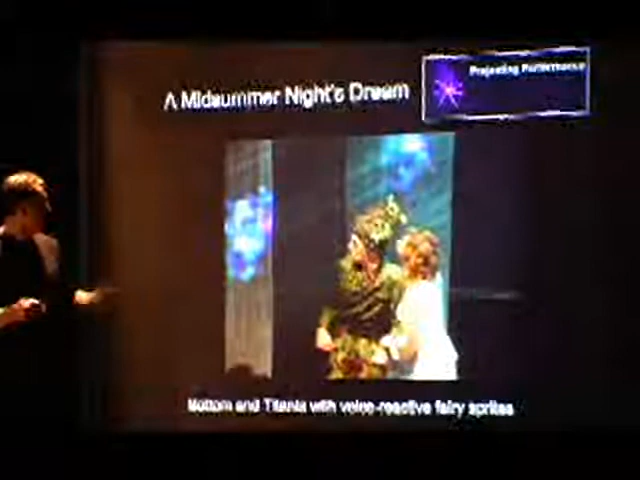 A Midsummer Night's Dream
Projecting Performance
Bottom and Titania with voice-reactive fairy sprites